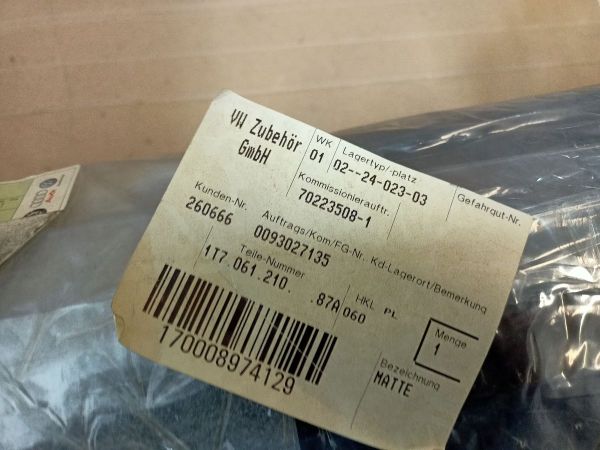 VW Zubehör
GmbH
WK
01
Lagertyp/-platz
02--24-023-03
Gefahrgut-Nr.
Kommissionierauftr.
70223508-1
Kunden-Nr.
260666
Auftrags/Kom/FG-Nr.
0093027135
Kd-Lagerort/Bemerkung
Teile-Nummer
1T7 061.210. .87A
HKL PL
060
Menge
1
170008974129
Bezeichnung
MATTE